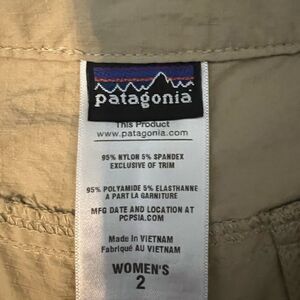 patagonia
This Product
www.patagonia.com
95% NYLON 5% SPANDEX
EXCLUSIVE OF TRIM
95% POLYAMIDE 5% ELASTHANNE
A PART LA GARNITURE
MFG DATE AND LOCATION AT
PCPSIA.COM
Made in VIETNAM
Fabriqué AU VIETNAM
WOMEN'S
2